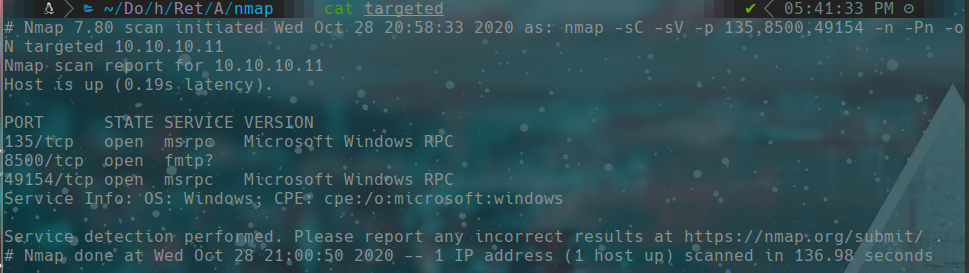 ~/Do/h/Ret/A/nmap cat targeted ✔ 05:41:33 PM
# Nmap 7.80 scan initiated Wed Oct 28 20:58:33 2020 as: nmap -sC -sV -p 135,8500,49154 -n -Pn -o
N targeted 10.10.10.11
Nmap scan report for 10.10.10.11
Host is up (0.19s latency).
PORT STATE SERVICE VERSION
135/tcp open msrpc Microsoft Windows RPC
8500/tcp open fmtp?
49154/tcp open msrpc Microsoft Windows RPC
Service Info: OS: Windows; CPE: cpe:/o:microsoft:windows
Service detection performed. Please report any incorrect results at https://nmap.org/submit/ .
# Nmap done at Wed Oct 28 21:00:50 2020 -- 1 IP address (1 host up) scanned in 136.98 seconds